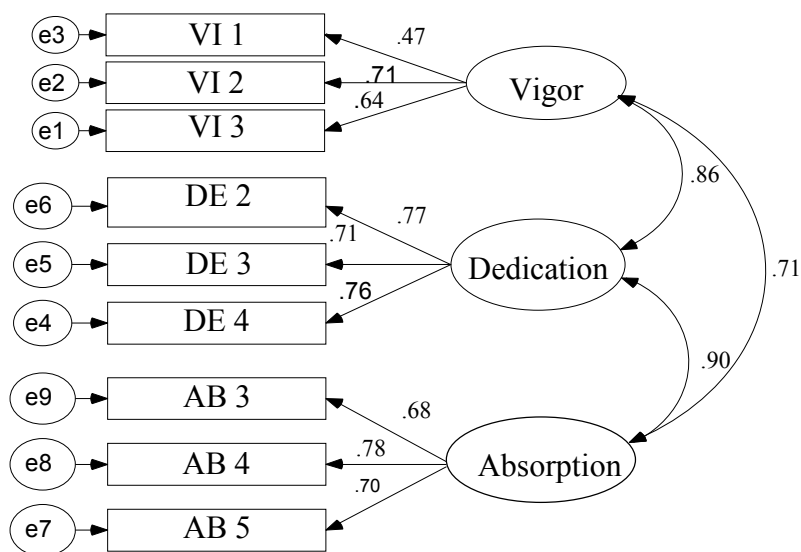 e3
VI 1
.47
e2
VI 2
.71
Vigor
e1
VI 3
.64
.86
e6
DE 2
.77
e5
DE 3
.71
Dedication
.71
e4
DE 4
.76
.90
e9
AB 3
.68
e8
AB 4
.78
Absorption
e7
AB 5
.70